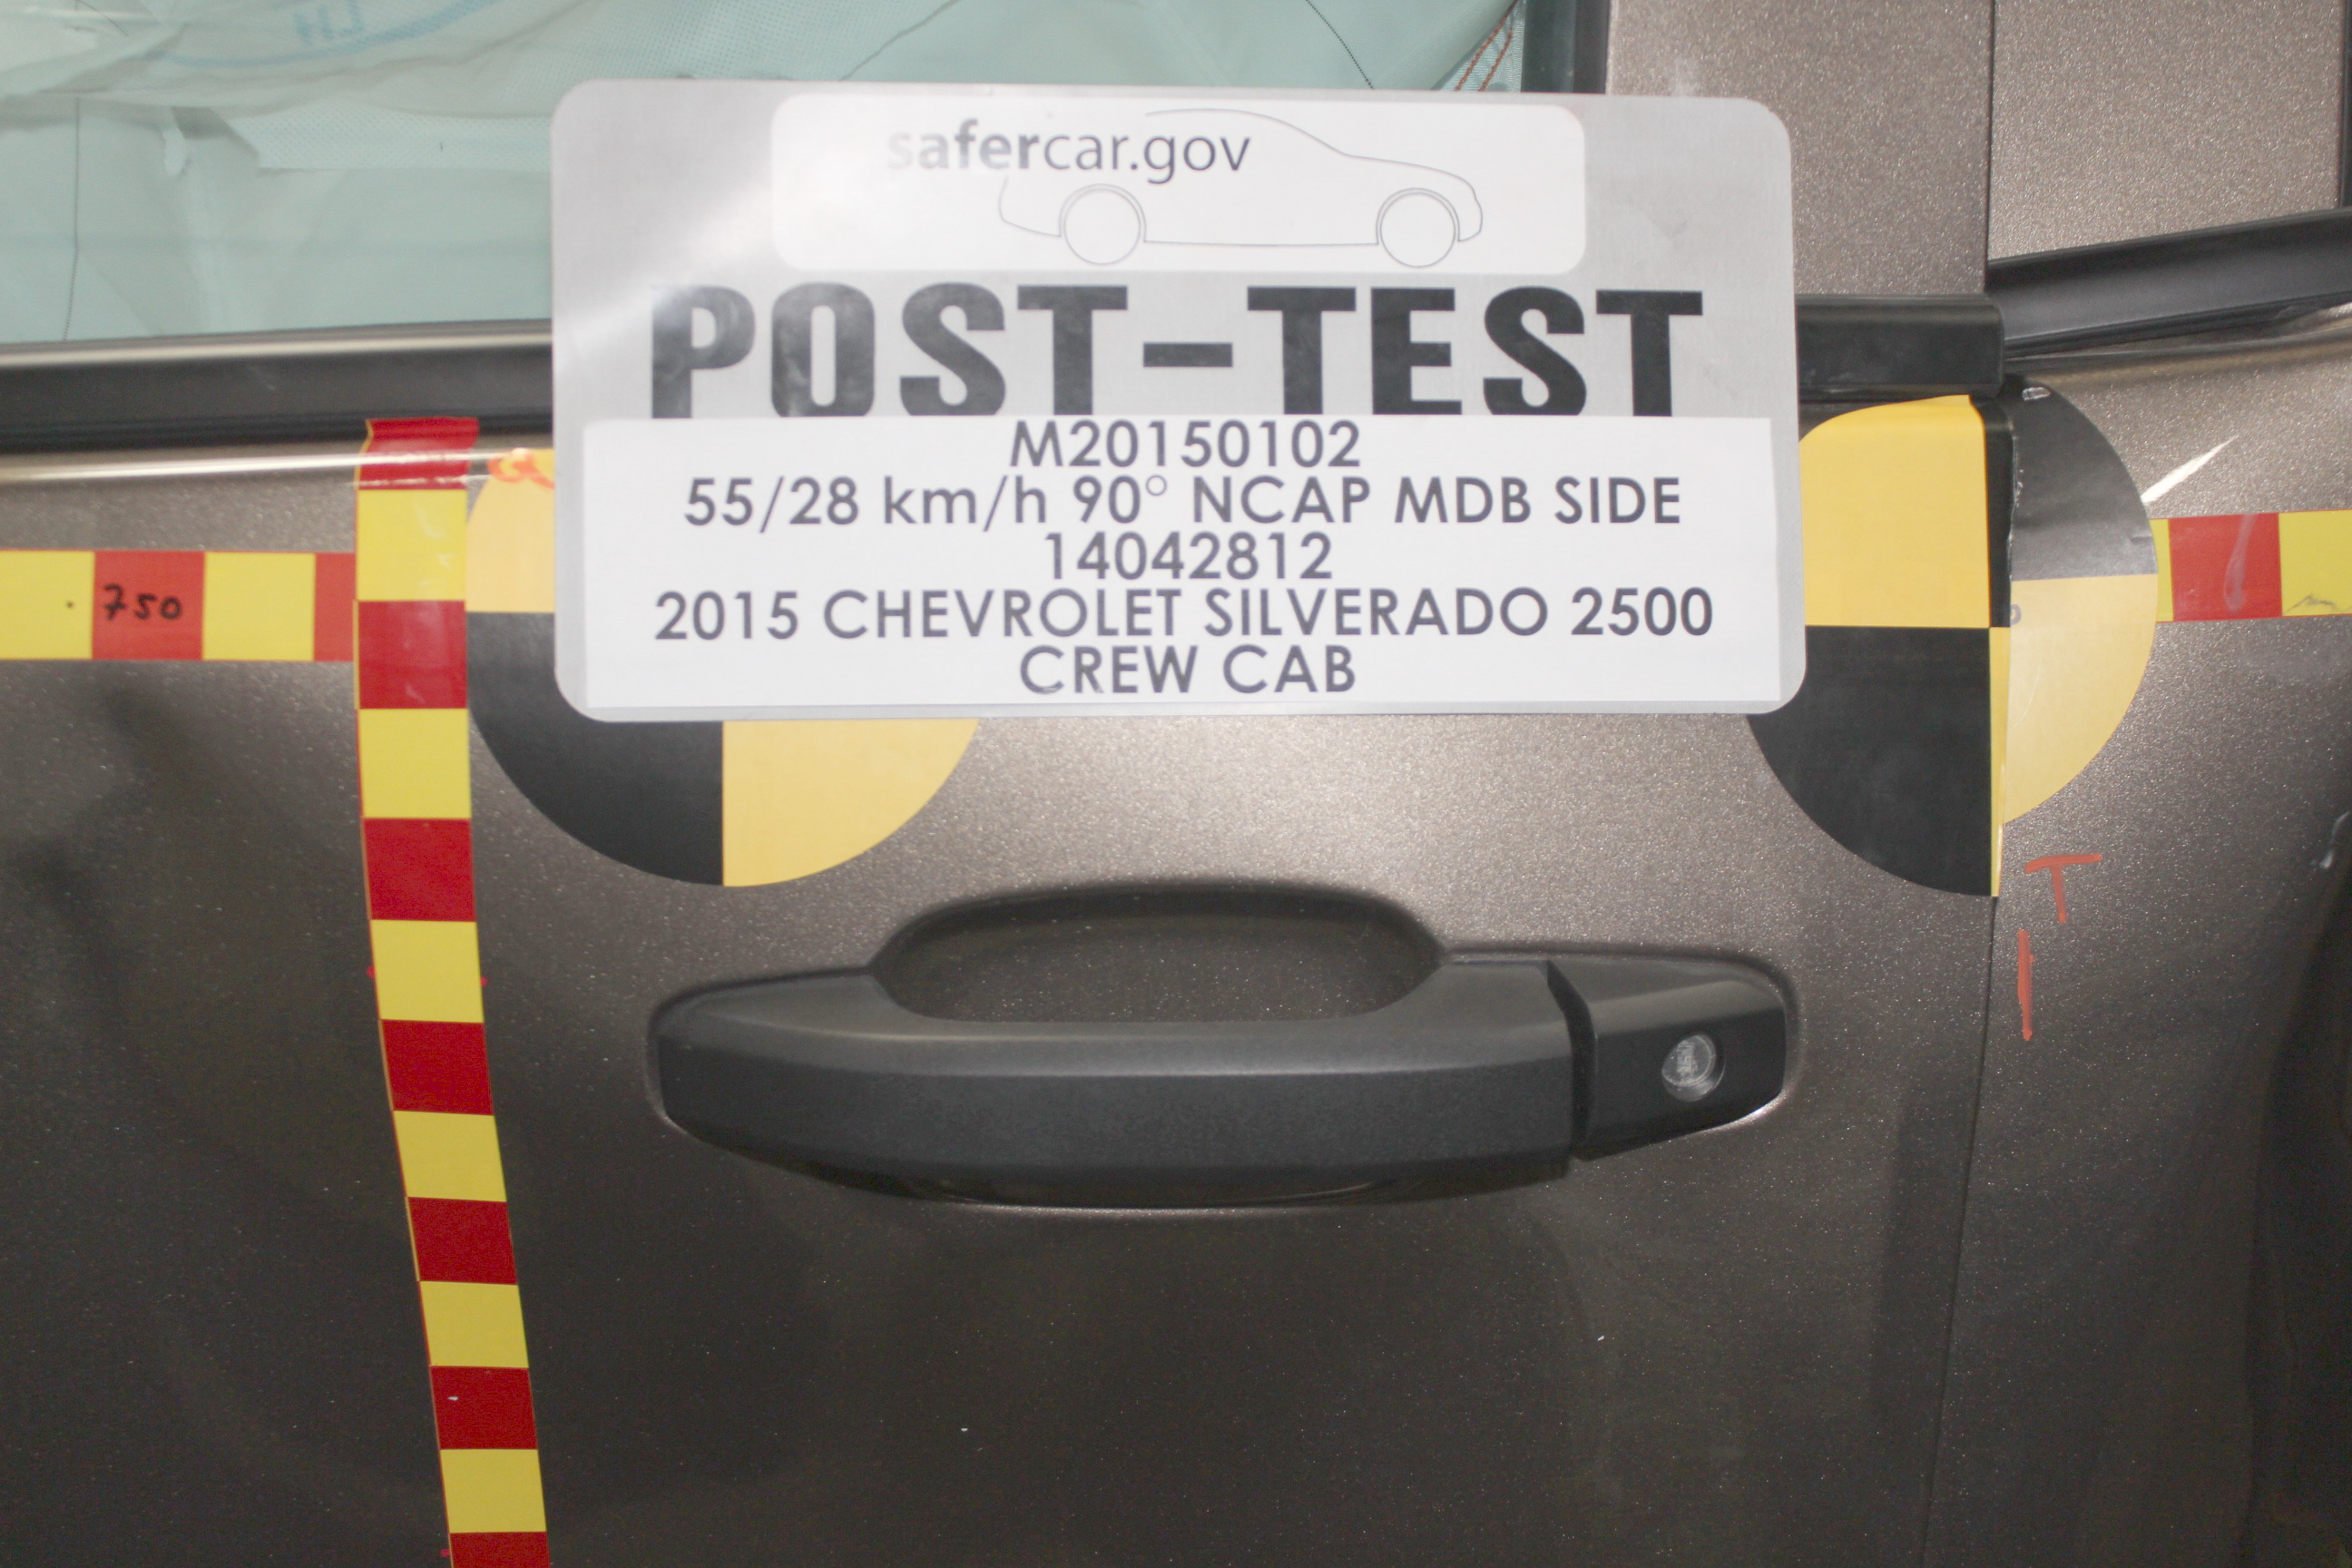 safercar.gov
POST-TEST
M20150102
55/28 km/h 90° NCAP MDB SIDE
14042812
2015 CHEVROLET SILVERADO 2500
CREW CAB
750
T